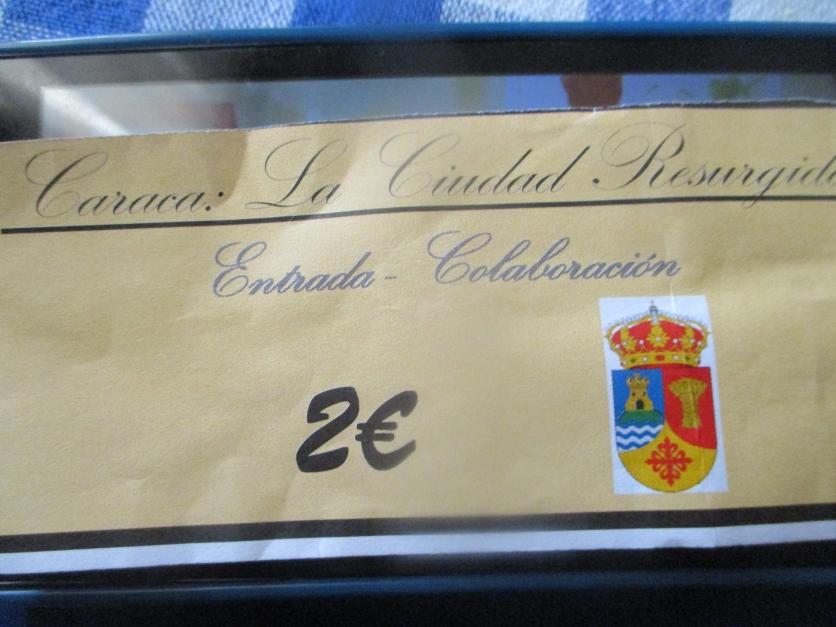 Caraca: La Ciudad Resurgida
Entrada - Colaboración
2€